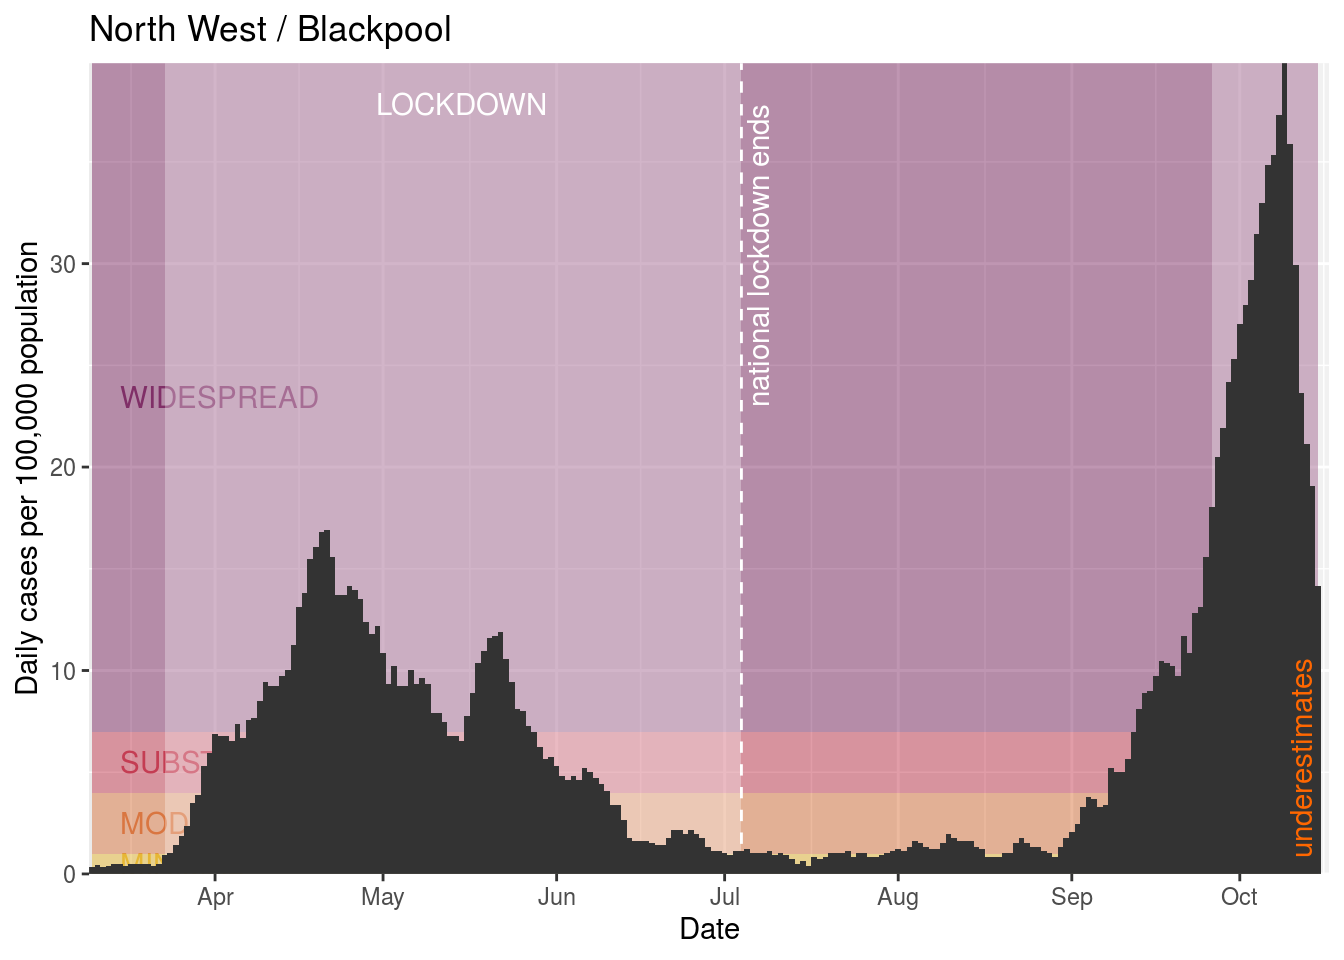 North West / Blackpool
LOCKDOWN
national lockdown ends
WIDESPREAD
SUBST
MOD
underestimates
Daily cases per 100,000 population
30
20
10
0
Apr
May
Jun
Jul
Aug
Sep
Oct
Date